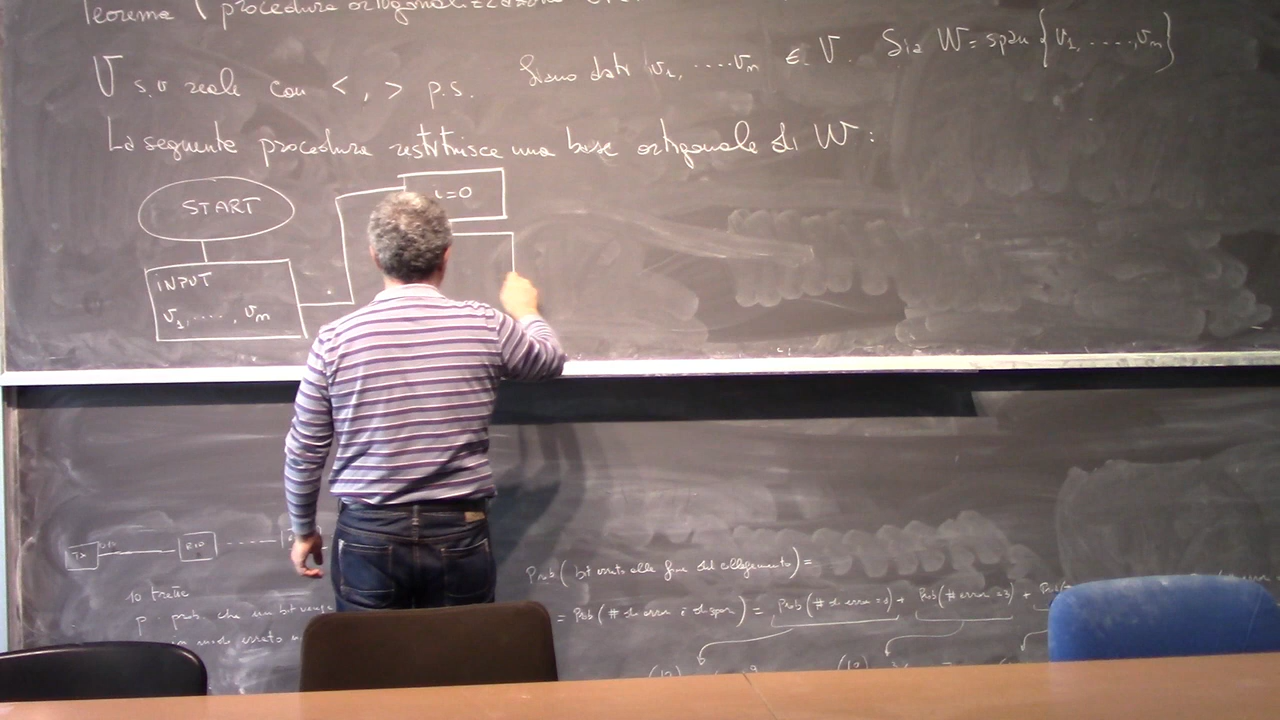 Teorema ( procedura ortogonalizzazione
V s.v reale con < , > p.s. Siano dati v1, ....vm ∈ V. Sia W = span {v1, ....., vm}
La seguente procedura restituisce una base ortogonale di W :
START
i=0
INPUT
v1, ...., vm
TX
10 tratte
p. prob. che un bit venga
in modo errato
Prob ( bit errato alla fine del collegamento ) =
= Prob ( # di errori è dispari ) = Prob ( # di errori = 1 ) + Prob ( # errori = 3 ) + Prob